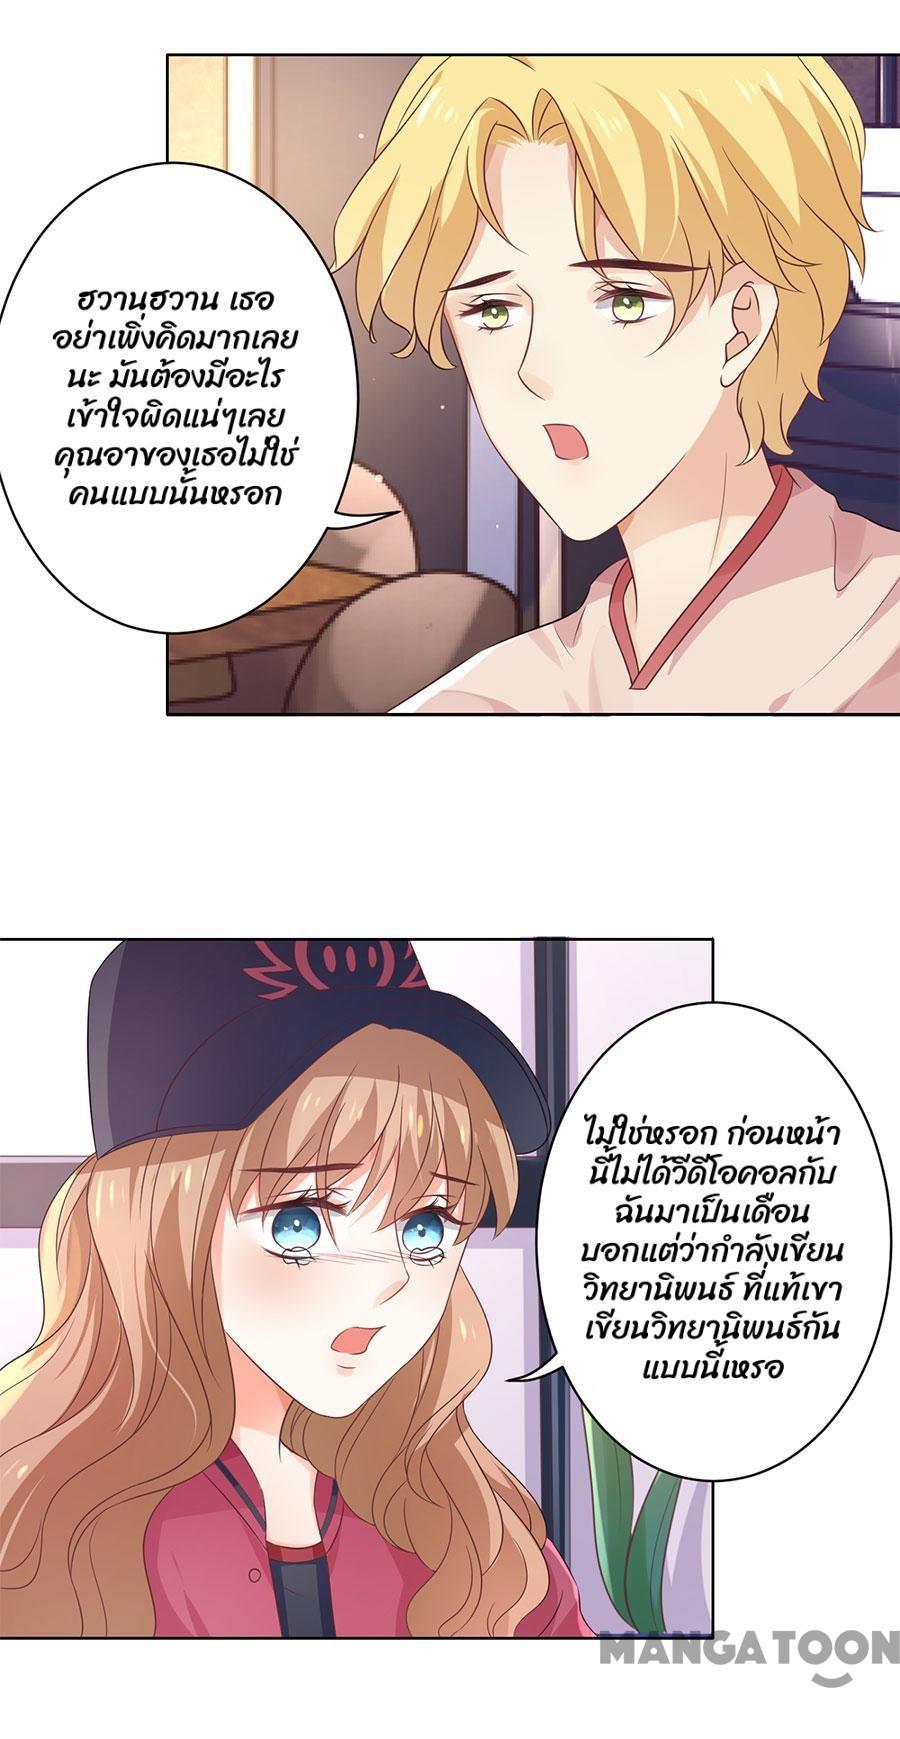 ฮวานฮวาน เธอ
อย่าเพิ่งคิดมากเลย
นะ มันต้องมีอะไร
เข้าใจผิดแน่ๆเลย
คุณอาของเธอไม่ใช่
คนแบบนั้นหรอก
ไม่ใช่หรอก ก่อนหน้า
นี้ไม่ได้วีดีโอคอลกับ
ฉันมาเป็นเดือน
บอกแต่ว่ากำลังเขียน
วิทยานิพนธ์ ที่แท้เขา
เขียนวิทยานิพนธ์กัน
แบบนี้เหรอ
MANGATOON